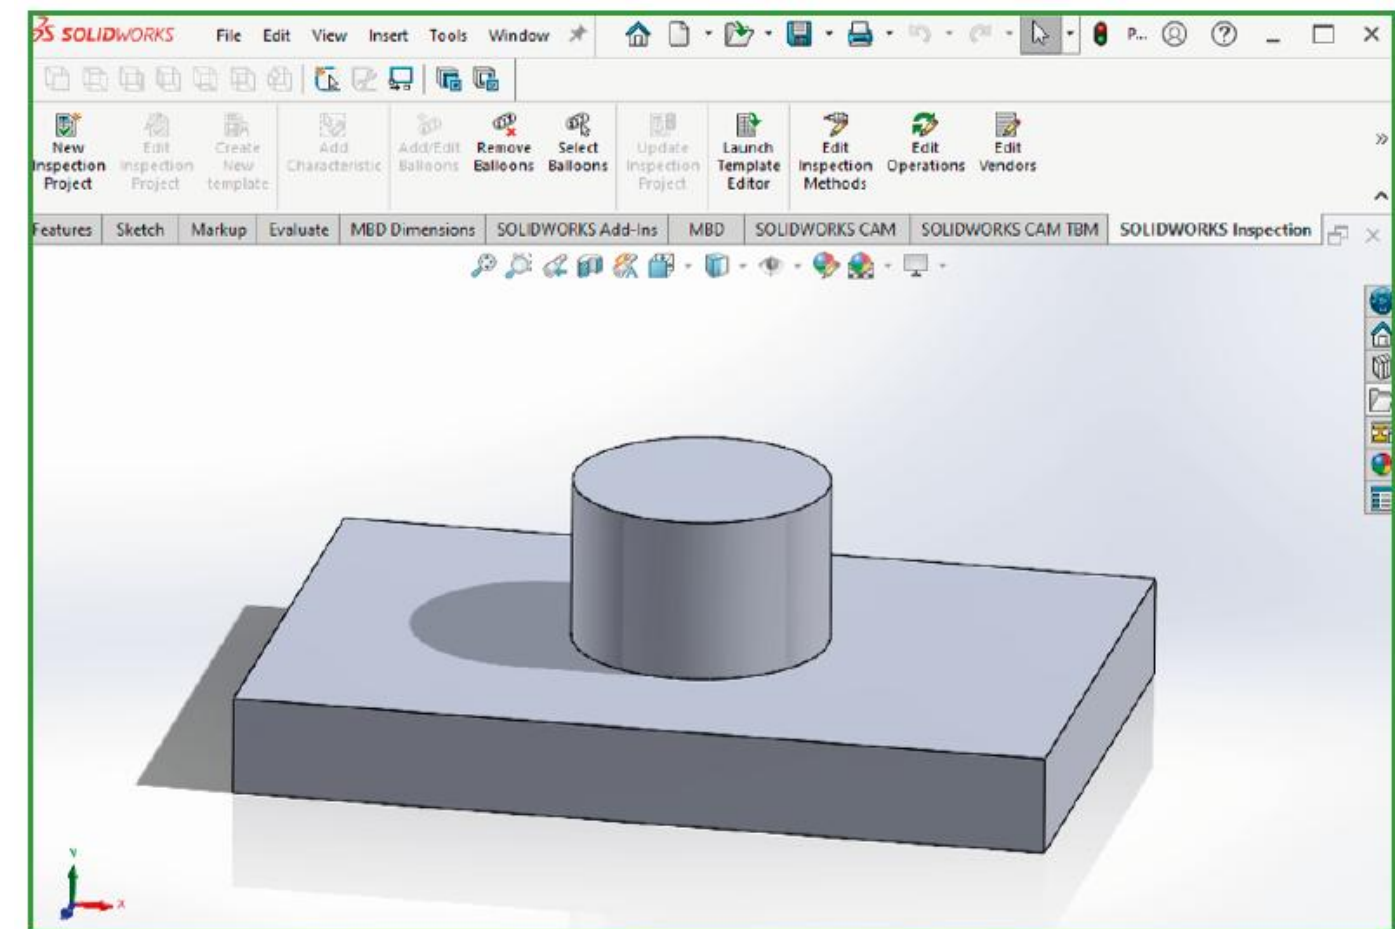 SOLIDWORKS File Edit View Insert Tools Window P...
New Inspection Project
Edit Inspection Project
Create New template
Add Characteristic
Add/Edit Balloons
Remove Balloons
Select Balloons
Update Inspection Project
Launch Template Editor
Edit Inspection Methods
Edit Operations
Edit Vendors
Features Sketch Markup Evaluate MBD Dimensions SOLIDWORKS Add-Ins MBD SOLIDWORKS CAM SOLIDWORKS CAM TBM SOLIDWORKS Inspection
Y
X